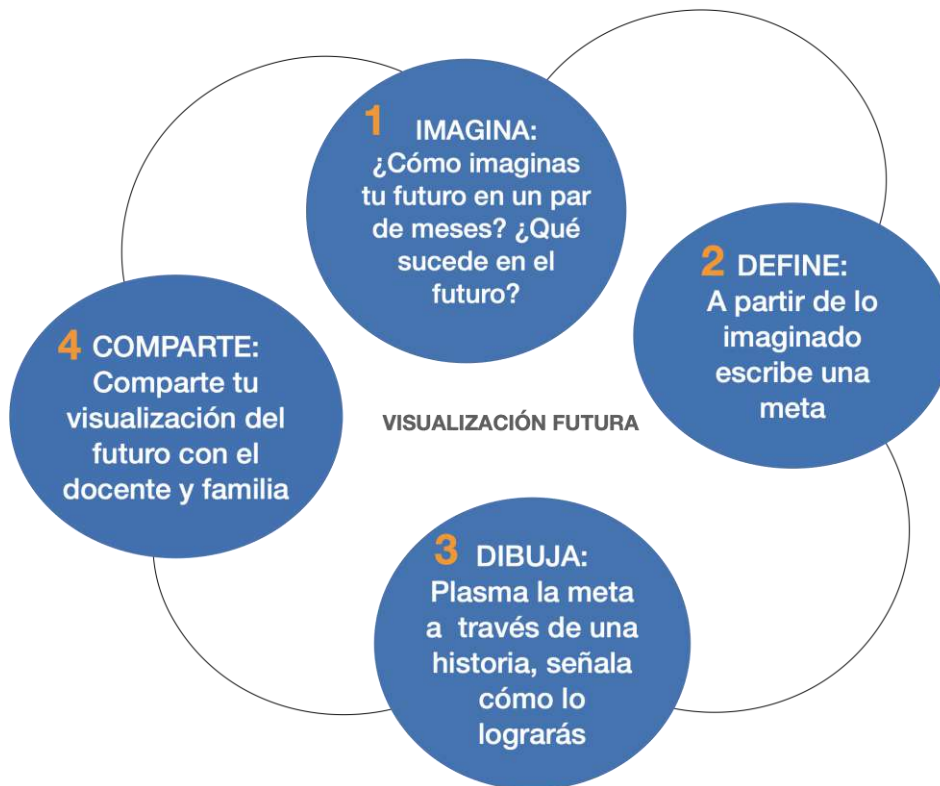 1 IMAGINA:
¿Cómo imaginas
tu futuro en un par
de meses? ¿Qué
sucede en el
futuro?
2 DEFINE:
A partir de lo
imaginado
escribe una
meta
3 DIBUJA:
Plasma la meta
a través de una
historia, señala
cómo lo
lograrás
4 COMPARTE:
Comparte tu
visualización del
futuro con el
docente y familia
VISUALIZACIÓN FUTURA